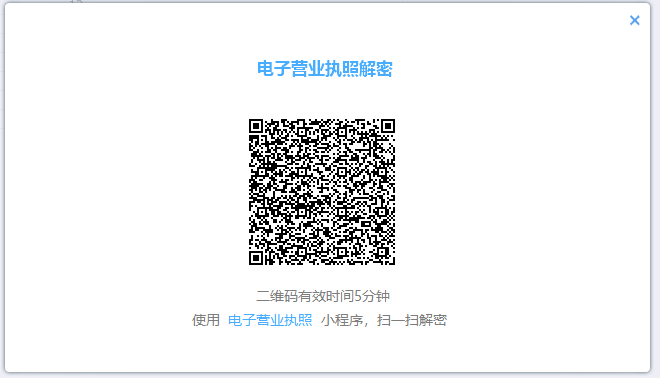 电子营业执照解密
二维码有效时间5分钟
使用 电子营业执照 小程序，扫一扫解密